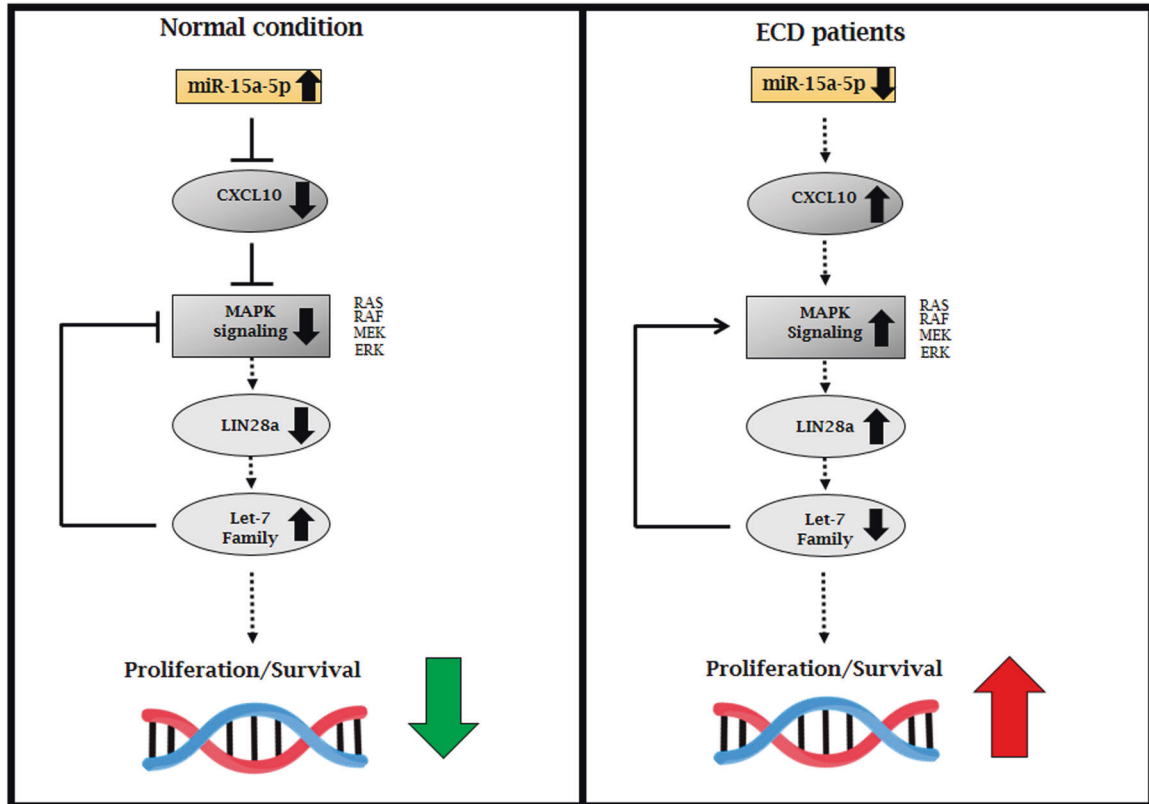 Normal condition
miR-15a-5p
CXCL10
MAPK
signaling
RAS
RAF
MEK
ERK
LIN28a
Let-7
Family
Proliferation/Survival
ECD patients
miR-15a-5p
CXCL10
MAPK
Signaling
RAS
RAF
MEK
ERK
LIN28a
Let-7
Family
Proliferation/Survival